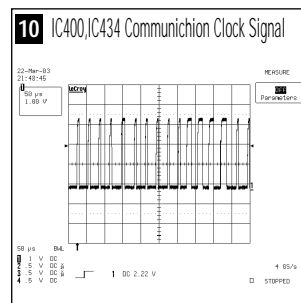 10 IC400,IC434 Communichion Clock Signal
22-Mar-03
21:48:45
MEASURE
1
50 µs
1.00 V
LeCroy
OFF
Parameters
1
50 µs BWL
1 1 V DC
2 .5 V DC
3 .5 V DC
4 .5 V DC
1 DC 2.22 V
4 GS/s
STOPPED